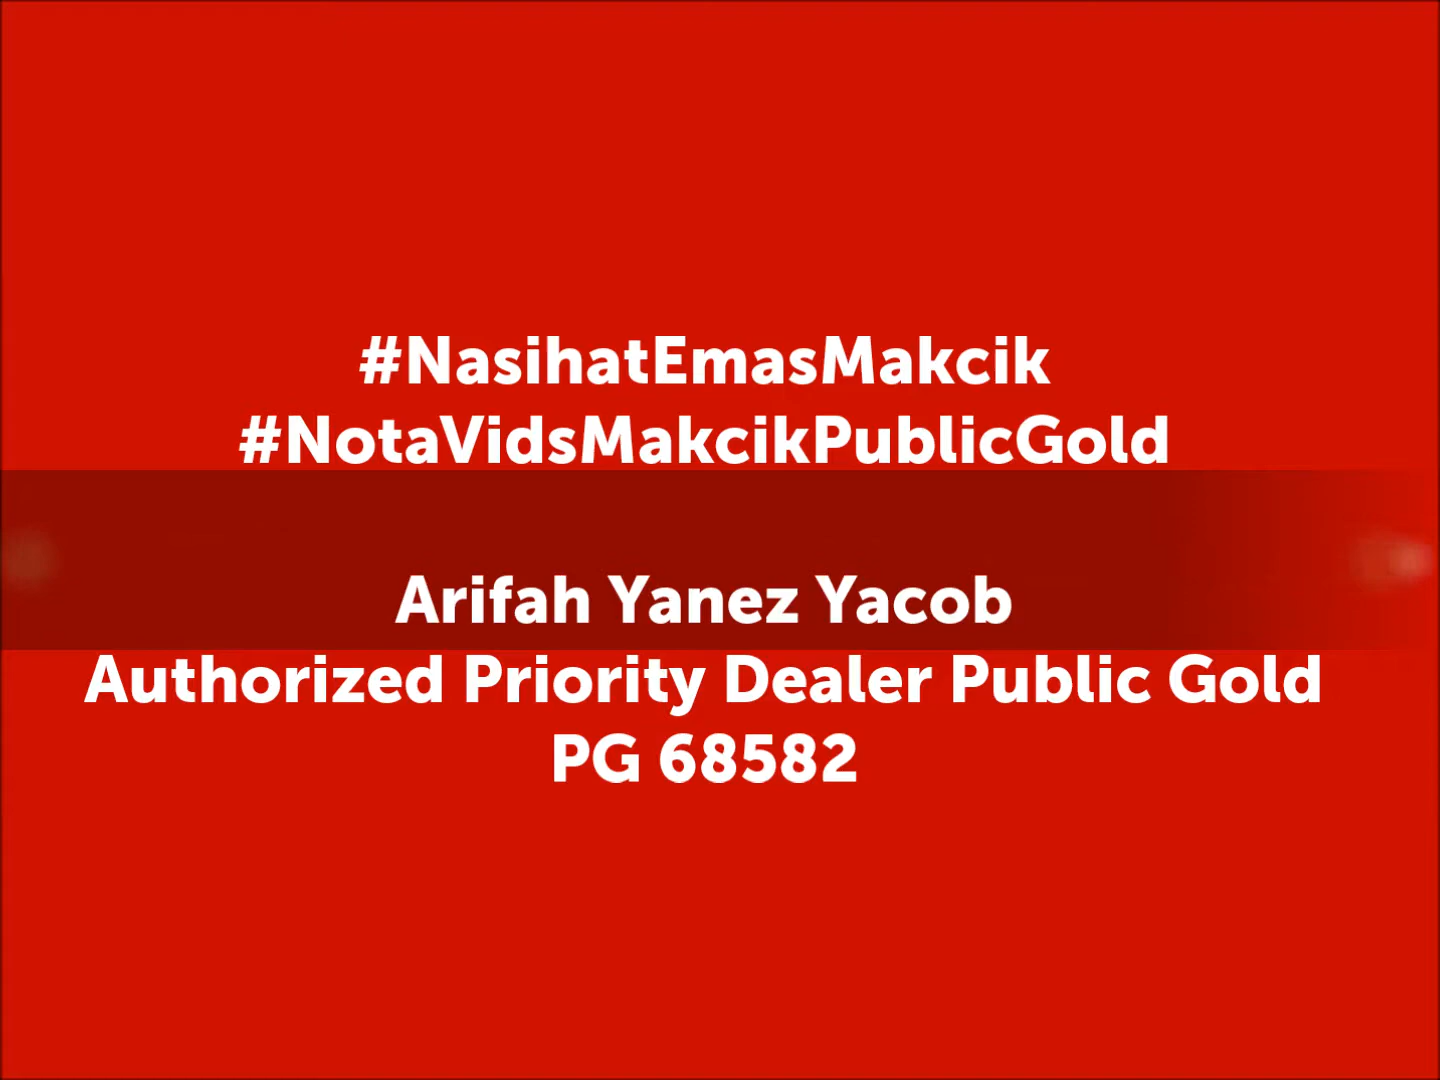 #NasihatEmasMakcik
#NotaVidsMakcikPublicGold
Arifah Yanez Yacob
Authorized Priority Dealer Public Gold
PG 68582